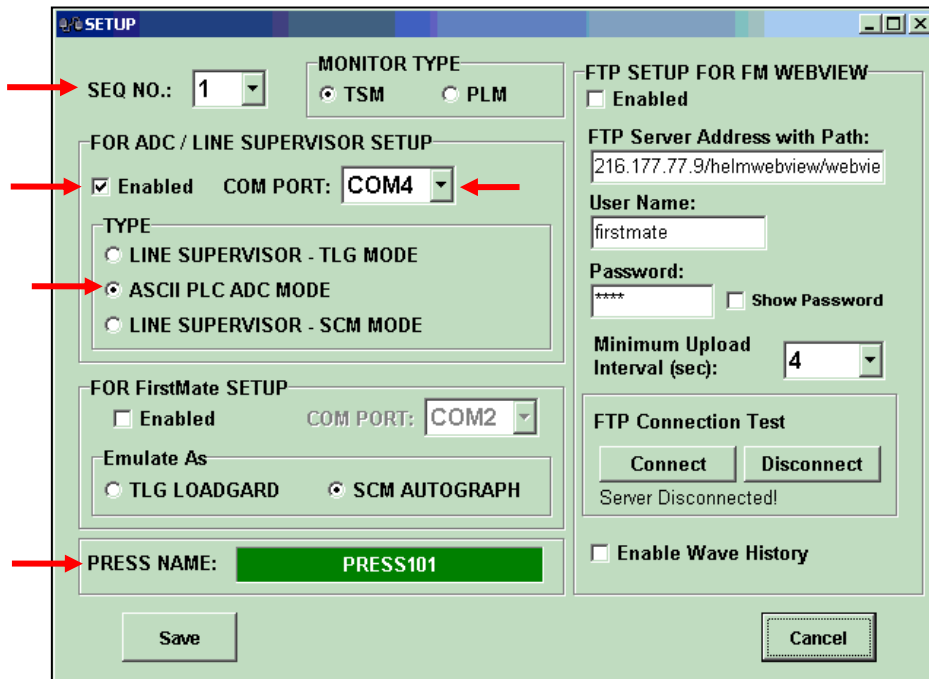 SETUP
SEQ NO.: 1
MONITOR TYPE
TSM PLM
FOR ADC / LINE SUPERVISOR SETUP
Enabled COM PORT: COM4
TYPE
LINE SUPERVISOR - TLG MODE
ASCII PLC ADC MODE
LINE SUPERVISOR - SCM MODE
FOR FirstMate SETUP
Enabled COM PORT: COM2
Emulate As
TLG LOADGARD SCM AUTOGRAPH
PRESS NAME: PRESS101
Save
FTP SETUP FOR FM WEBVIEW
Enabled
FTP Server Address with Path:
216.177.77.9/helmwebview/webvie
User Name:
firstmate
Password:
**** Show Password
Minimum Upload
Interval (sec): 4
FTP Connection Test
Connect Disconnect
Server Disconnected!
Enable Wave History
Cancel